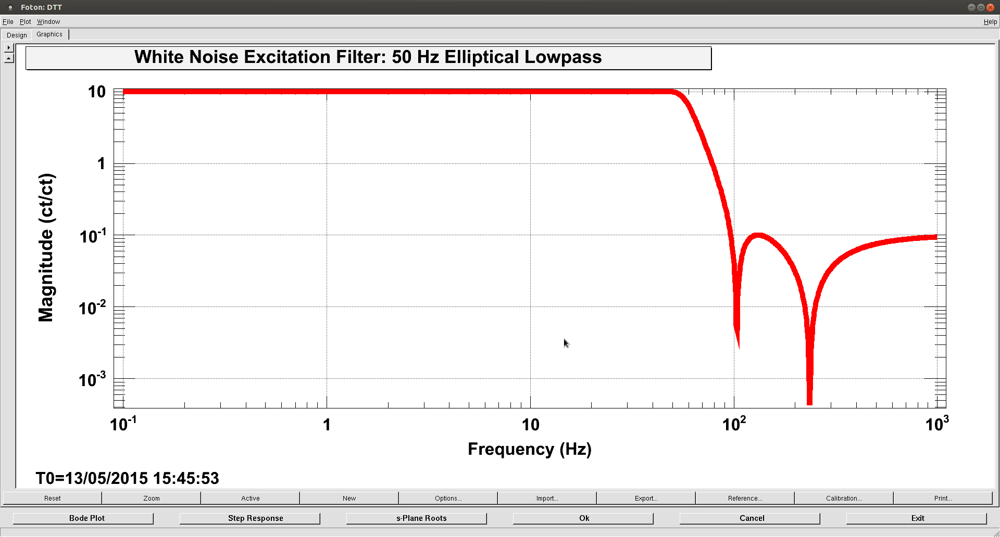 Foton: DTT
File Plot Window Help
Design Graphics
White Noise Excitation Filter: 50 Hz Elliptical Lowpass
10
1
10⁻¹
10⁻²
10⁻³
Magnitude (ct/ct)
10⁻¹ 1 10 10² 10³
Frequency (Hz)
T0=13/05/2015 15:45:53
Reset Zoom Active New Options... Import... Export... Reference... Calibration... Print...
Bode Plot Step Response s-Plane Roots Ok Cancel Exit